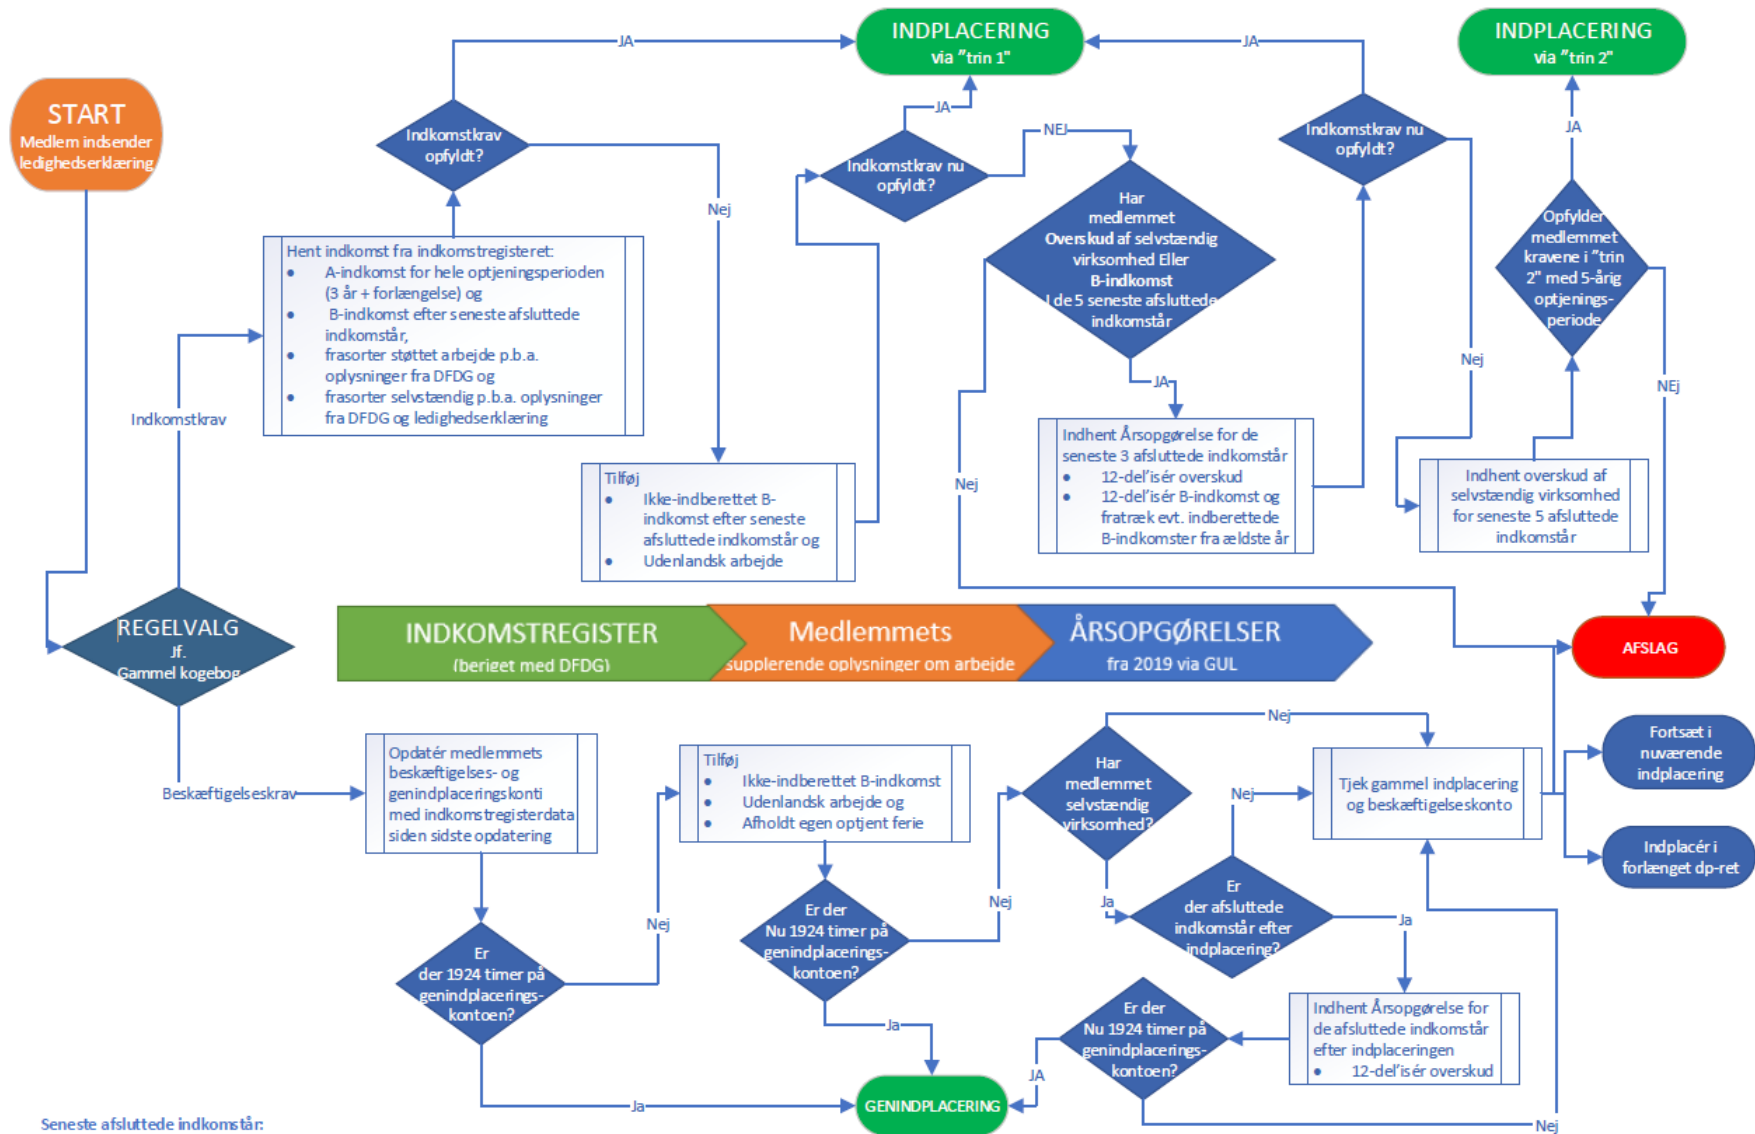 START
Medlem indsender
ledighedserklæring
INDPLACERING
via "trin 1"
INDPLACERING
via "trin 2"
JA
JA
Indkomstkrav
opfyldt?
Nej
JA
Indkomstkrav nu
opfyldt?
NEJ
Har
medlemmet
Overskud af selvstændig
virksomhed Eller
B-indkomst
I de 5 seneste afsluttede
indkomstår
Nej
JA
Indkomstkrav nu
opfyldt?
Nej
JA
Opfylder
medlemmet
kravene i "trin
2" med 5-årig
optjenings-
periode
NEj
Hent indkomst fra indkomstregisteret:
• A-indkomst for hele optjeningsperioden
(3 år + forlængelse) og
• B-indkomst efter seneste afsluttede
indkomstår,
• frasorter støttet arbejde p.b.a.
oplysninger fra DFDG og
• frasorter selvstændig p.b.a. oplysninger
fra DFDG og ledighedserklæring
Indkomstkrav
Tilføj
• Ikke-indberettet B-
indkomst efter seneste
afsluttede indkomstår og
• Udenlandsk arbejde
Indhent Årsopgørelse for de
seneste 3 afsluttede indkomstår
• 12-del'isér overskud
• 12-del'isér B-indkomst og
fratræk evt. indberettede
B-indkomster fra ældste år
Indhent overskud af
selvstændig virksomhed
for seneste 5 afsluttede
indkomstår
REGELVALG
Jf.
Gammel kogebog
INDKOMSTREGISTER
(beriget med DFDG)
Medlemmets
supplerende oplysninger om arbejde
ÅRSOPGØRELSER
fra 2019 via GUL
AFSLAG
Beskæftigelseskrav
Opdatér medlemmets
beskæftigelses- og
genindplaceringskonti
med indkomstregisterdata
siden sidste opdatering
Nej
Tilføj
• Ikke-indberettet B-indkomst
• Udenlandsk arbejde og
• Afholdt egen optjent ferie
Nej
Har
medlemmet
selvstændig
virksomhed?
Nej
Ja
Nej
Tjek gammel indplacering
og beskæftigelseskonto
Fortsæt i
nuværende
indplacering
Indplacér i
forlænget dp-ret
Er
der 1924 timer på
genindplacerings-
kontoen?
Er der
Nu 1924 timer på
genindplacerings-
kontoen?
Er
der afsluttede
indkomstår efter
indplacering?
Ja
Ja
Er der
Nu 1924 timer på
genindplacerings-
kontoen?
Indhent Årsopgørelse for
de afsluttede indkomstår
efter indplaceringen
• 12-del'isér overskud
JA
Ja
GENINDPLACERING
Nej
Seneste afsluttede indkomstår: